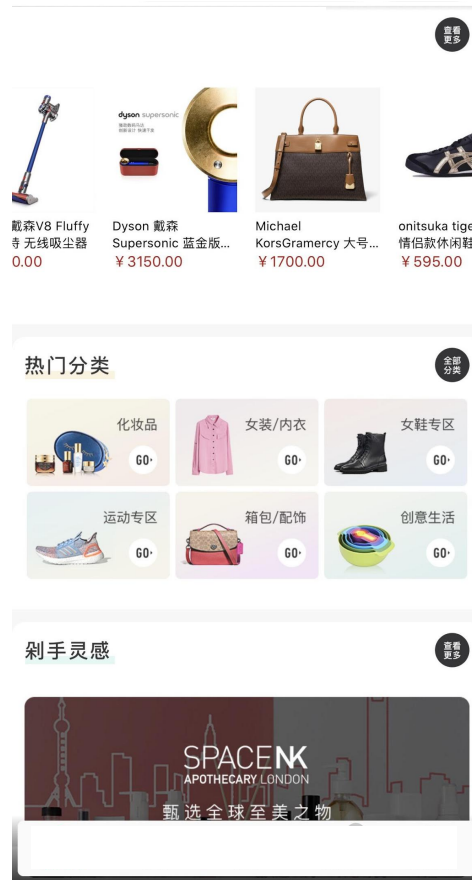 查看
更多
dyson supersonic
戴森V8 Fluffy
无线吸尘器
0.00
Dyson 戴森
Supersonic 蓝金版...
¥3150.00
Michael
KorsGramercy 大号...
¥1700.00
onitsuka tige
情侣款休闲鞋
¥595.00
热门分类
全部
分类
化妆品
GO
女装/内衣
GO
女鞋专区
GO
运动专区
GO
箱包/配饰
GO
创意生活
GO
剁手灵感
查看
更多
SPACENK
APOTHECARY LONDON
甄选全球至美之物